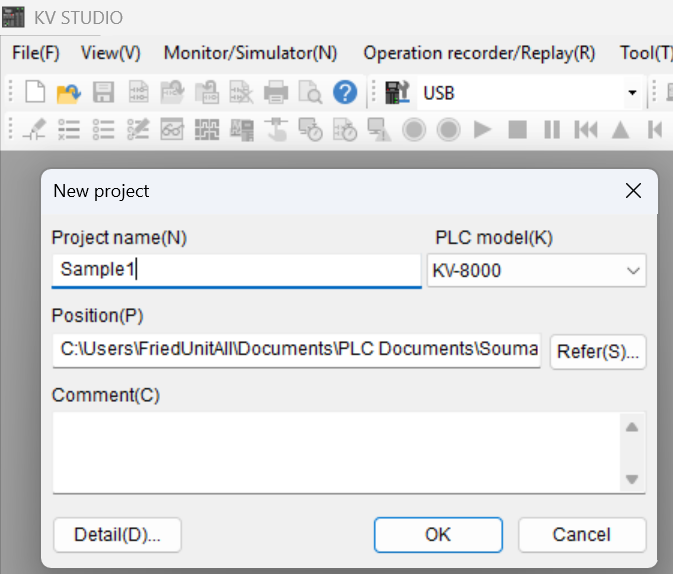 KV STUDIO
File(F) View(V) Monitor/Simulator(N) Operation recorder/Replay(R) Tool(T)
USB
New project
Project name(N) PLC model(K)
Sample1 KV-8000
Position(P)
C:\Users\FriedUnitAll\Documents\PLC Documents\Souma Refer(S)...
Comment(C)
Detail(D)... OK Cancel